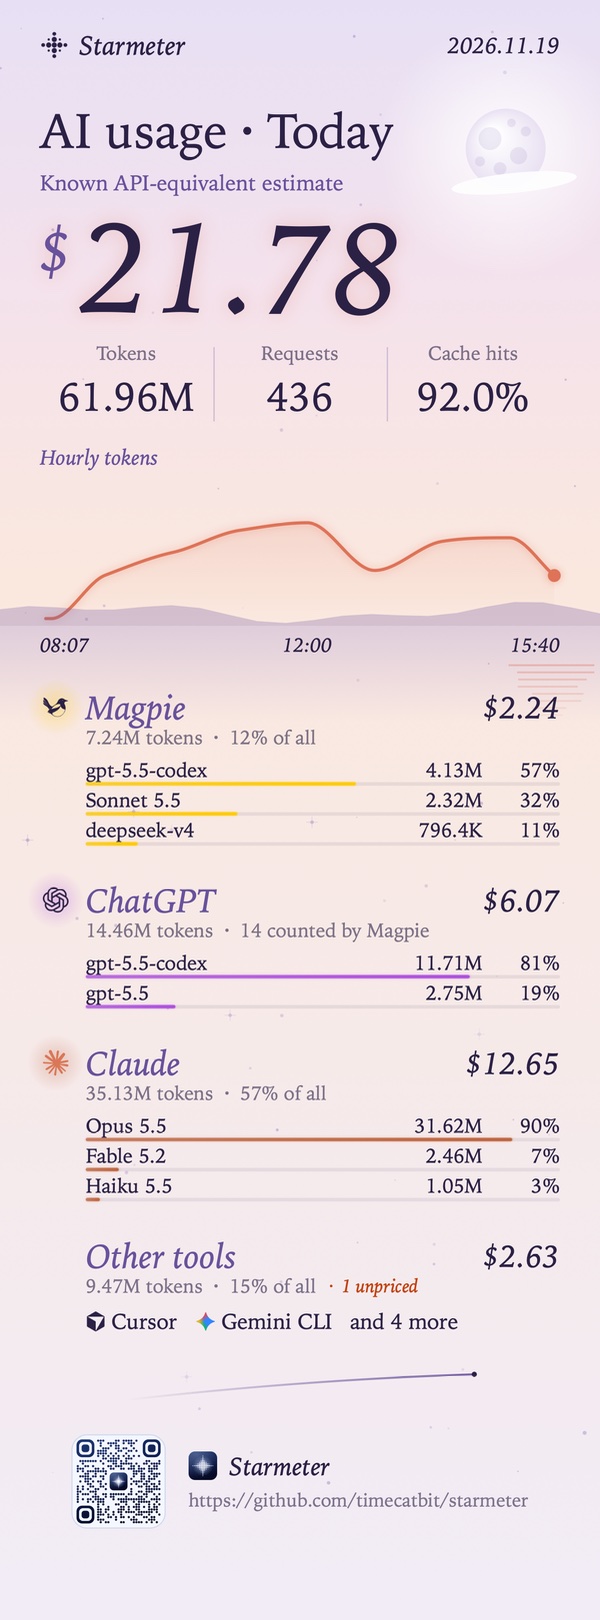 Starmeter 2026.11.19
AI usage · Today
Known API-equivalent estimate
$21.78
Tokens Requests Cache hits
61.96M 436 92.0%
Hourly tokens
08:07 12:00 15:40
Magpie $2.24
7.24M tokens · 12% of all
gpt-5.5-codex 4.13M 57%
Sonnet 5.5 2.32M 32%
deepseek-v4 796.4K 11%
ChatGPT $6.07
14.46M tokens · 14 counted by Magpie
gpt-5.5-codex 11.71M 81%
gpt-5.5 2.75M 19%
Claude $12.65
35.13M tokens · 57% of all
Opus 5.5 31.62M 90%
Fable 5.2 2.46M 7%
Haiku 5.5 1.05M 3%
Other tools $2.63
9.47M tokens · 15% of all · 1 unpriced
Cursor Gemini CLI and 4 more
Starmeter
https://github.com/timecatbit/starmeter